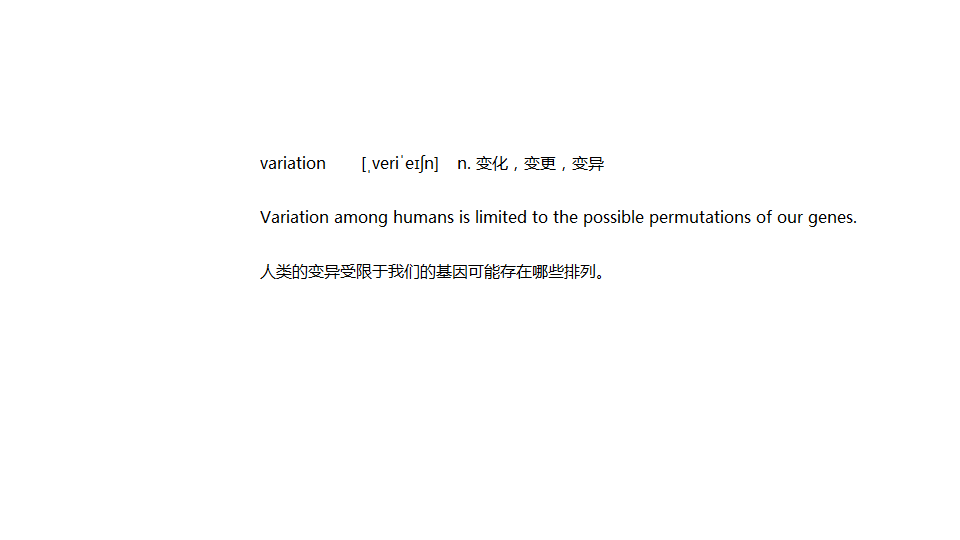 variation [ˌveriˈeɪʃn] n. 变化，变更，变异
Variation among humans is limited to the possible permutations of our genes.
人类的变异受限于我们的基因可能存在哪些排列。